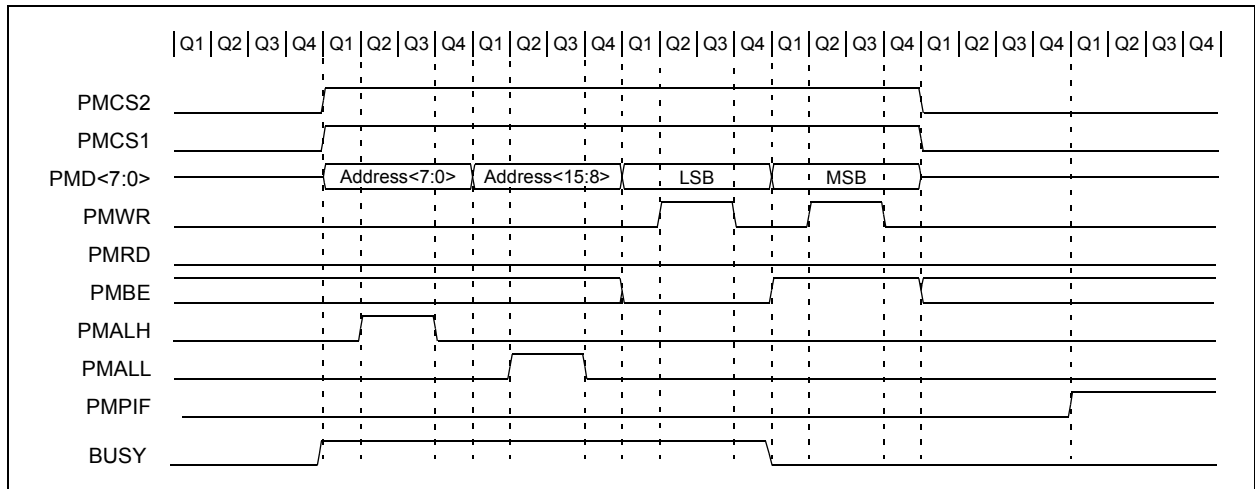 |Q1|Q2|Q3|Q4|Q1|Q2|Q3|Q4|Q1|Q2|Q3|Q4|Q1|Q2|Q3|Q4|Q1|Q2|Q3|Q4|Q1|Q2|Q3|Q4|Q1|Q2|Q3|Q4|
PMCS2
PMCS1
PMD<7:0> Address<7:0> Address<15:8> LSB MSB
PMWR
PMRD
PMBE
PMALH
PMALL
PMPIF
BUSY